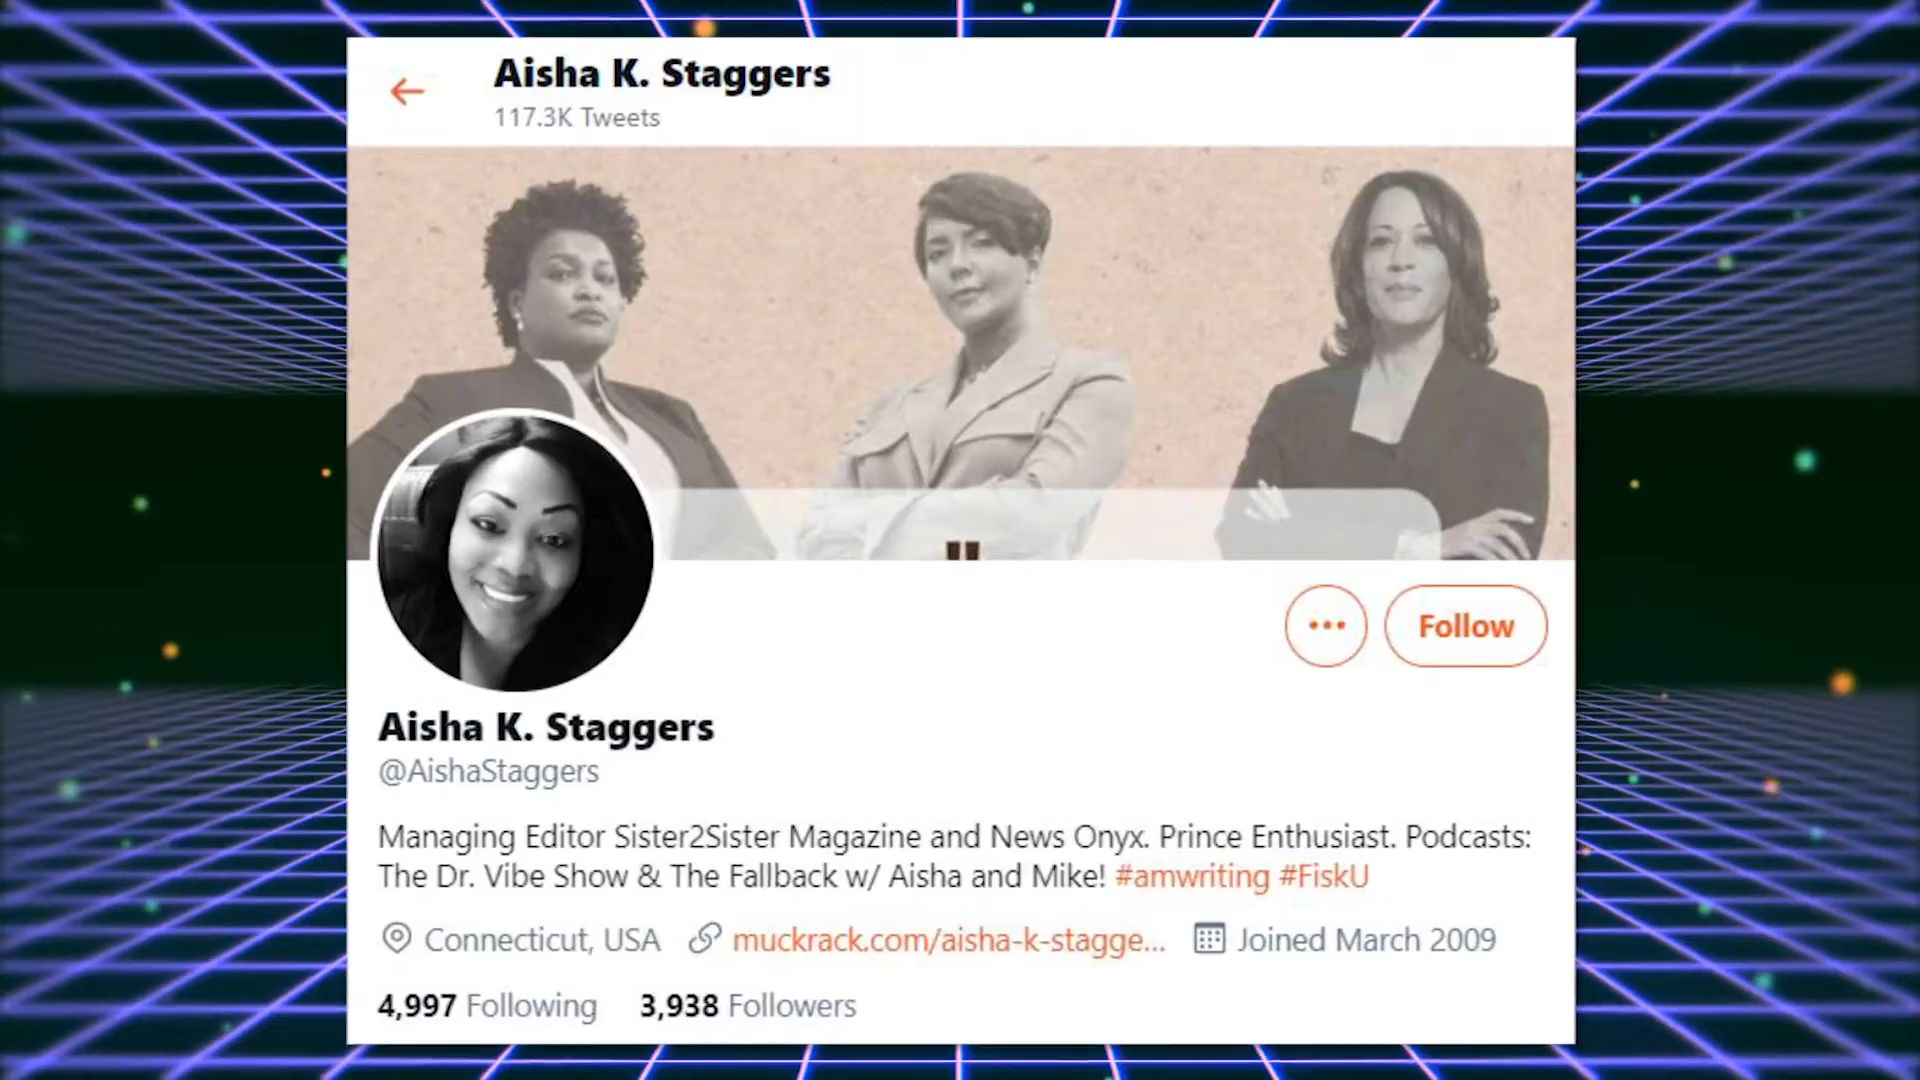 Aisha K. Staggers
117.3K Tweets
Follow
Aisha K. Staggers
@AishaStaggers
Managing Editor Sister2Sister Magazine and News Onyx. Prince Enthusiast. Podcasts:
The Dr. Vibe Show & The Fallback w/ Aisha and Mike! #amwriting #FiskU
Connecticut, USA muckrack.com/aisha-k-stagge... Joined March 2009
4,997 Following 3,938 Followers